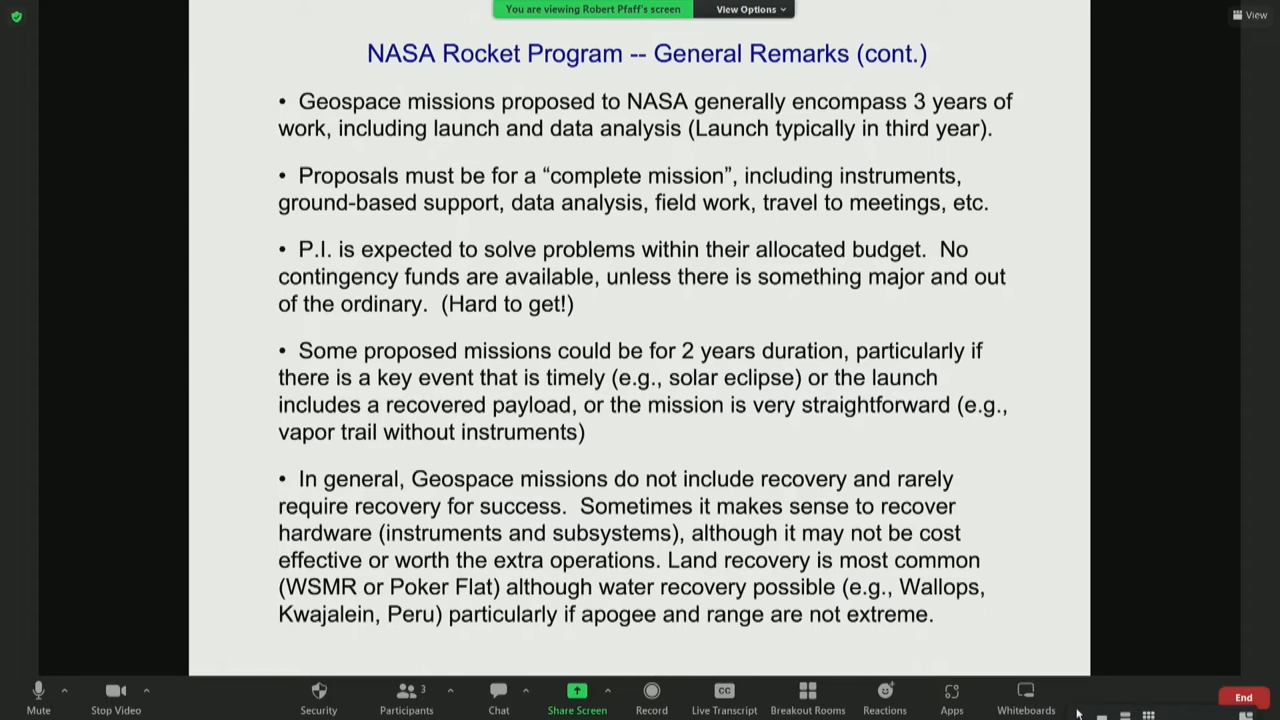 You are viewing Robert Pfaff's screen
View Options
View
NASA Rocket Program -- General Remarks (cont.)
• Geospace missions proposed to NASA generally encompass 3 years of
work, including launch and data analysis (Launch typically in third year).
• Proposals must be for a “complete mission”, including instruments,
ground-based support, data analysis, field work, travel to meetings, etc.
• P.I. is expected to solve problems within their allocated budget. No
contingency funds are available, unless there is something major and out
of the ordinary. (Hard to get!)
• Some proposed missions could be for 2 years duration, particularly if
there is a key event that is timely (e.g., solar eclipse) or the launch
includes a recovered payload, or the mission is very straightforward (e.g.,
vapor trail without instruments)
• In general, Geospace missions do not include recovery and rarely
require recovery for success. Sometimes it makes sense to recover
hardware (instruments and subsystems), although it may not be cost
effective or worth the extra operations. Land recovery is most common
(WSMR or Poker Flat) although water recovery possible (e.g., Wallops,
Kwajalein, Peru) particularly if apogee and range are not extreme.
Mute
Stop Video
Security
Participants
3
Chat
Share Screen
Record
CC
Live Transcript
Breakout Rooms
Reactions
Apps
Whiteboards
End